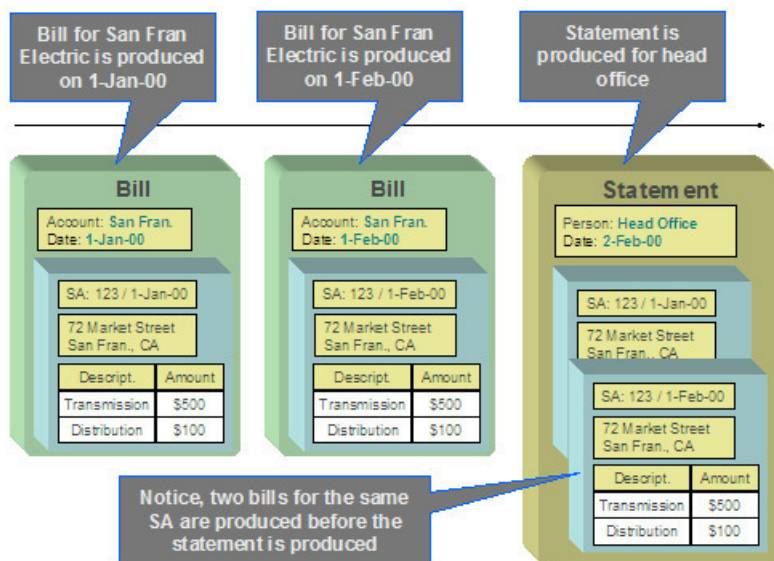 Bill for San Fran
Electric is produced
on 1-Jan-00
Bill for San Fran
Electric is produced
on 1-Feb-00
Statement is
produced for head
office
Bill
Account: San Fran.
Date: 1-Jan-00
SA: 123 / 1-Jan-00
72 Market Street
San Fran., CA
Descript. Amount
Transmission $500
Distribution $100
Bill
Account: San Fran.
Date: 1-Feb-00
SA: 123 / 1-Feb-00
72 Market Street
San Fran., CA
Descript. Amount
Transmission $500
Distribution $100
Statement
Person: Head Office
Date: 2-Feb-00
SA: 123 / 1-Jan-00
72 Market Street
San Fran., CA
SA: 123 / 1-Feb-00
72 Market Street
San Fran., CA
Descript. Amount
Transmission $500
Distribution $100
Notice, two bills for the same
SA are produced before the
statement is produced